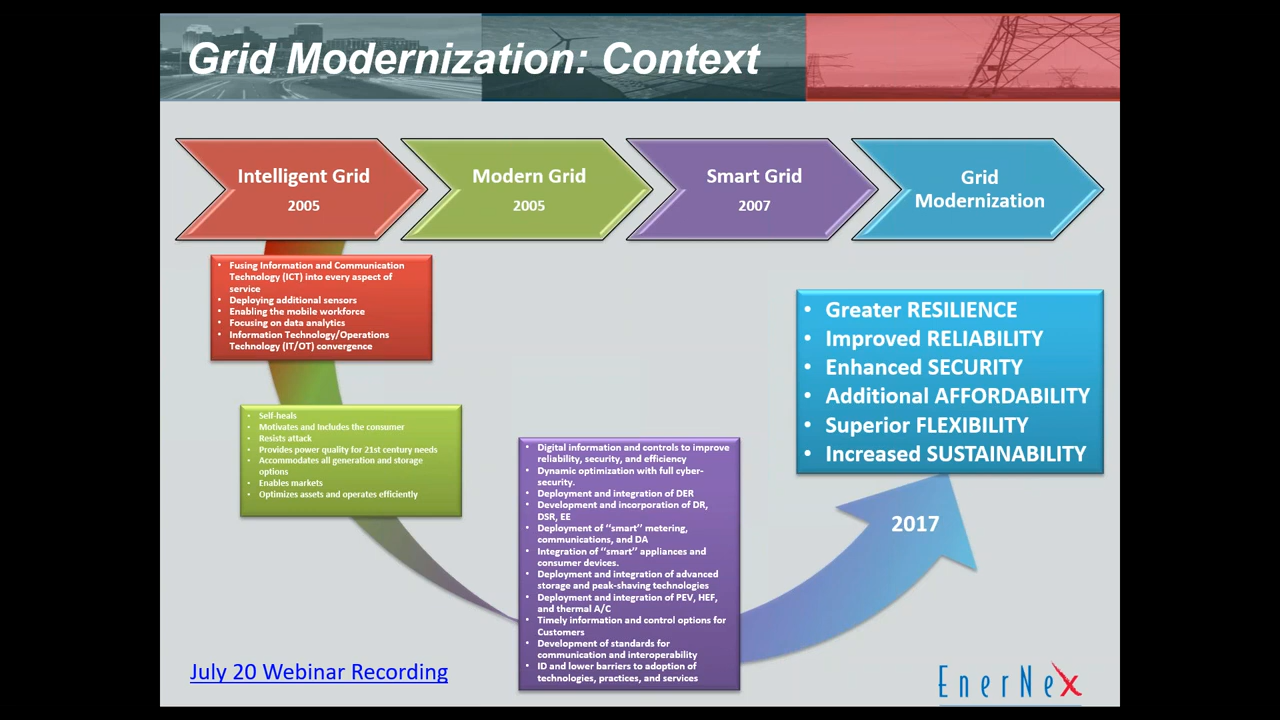 Grid Modernization: Context
Intelligent Grid
2005
Modern Grid
2005
Smart Grid
2007
Grid
Modernization
• Fusing Information and Communication
Technology (ICT) into every aspect of
service
• Deploying additional sensors
• Enabling the mobile workforce
• Focusing on data analytics
• Information Technology/Operations
Technology (IT/OT) convergence
• Self-heals
• Motivates and Includes the consumer
• Resists attack
• Provides power quality for 21st century needs
• Accommodates all generation and storage
options
• Enables markets
• Optimizes assets and operates efficiently
• Digital information and controls to improve
reliability, security, and efficiency
• Dynamic optimization with full cyber-
security.
• Deployment and integration of DER
• Development and incorporation of DR,
DSR, EE
• Deployment of ‘‘smart’’ metering,
communications, and DA
• Integration of ‘‘smart’’ appliances and
consumer devices.
• Deployment and integration of advanced
storage and peak-shaving technologies
• Deployment and integration of PEV, HEF,
and thermal A/C
• Timely information and control options for
Customers
• Development of standards for
communication and interoperability
• ID and lower barriers to adoption of
technologies, practices, and services
• Greater RESILIENCE
• Improved RELIABILITY
• Enhanced SECURITY
• Additional AFFORDABILITY
• Superior FLEXIBILITY
• Increased SUSTAINABILITY
2017
July 20 Webinar Recording
EnerNex